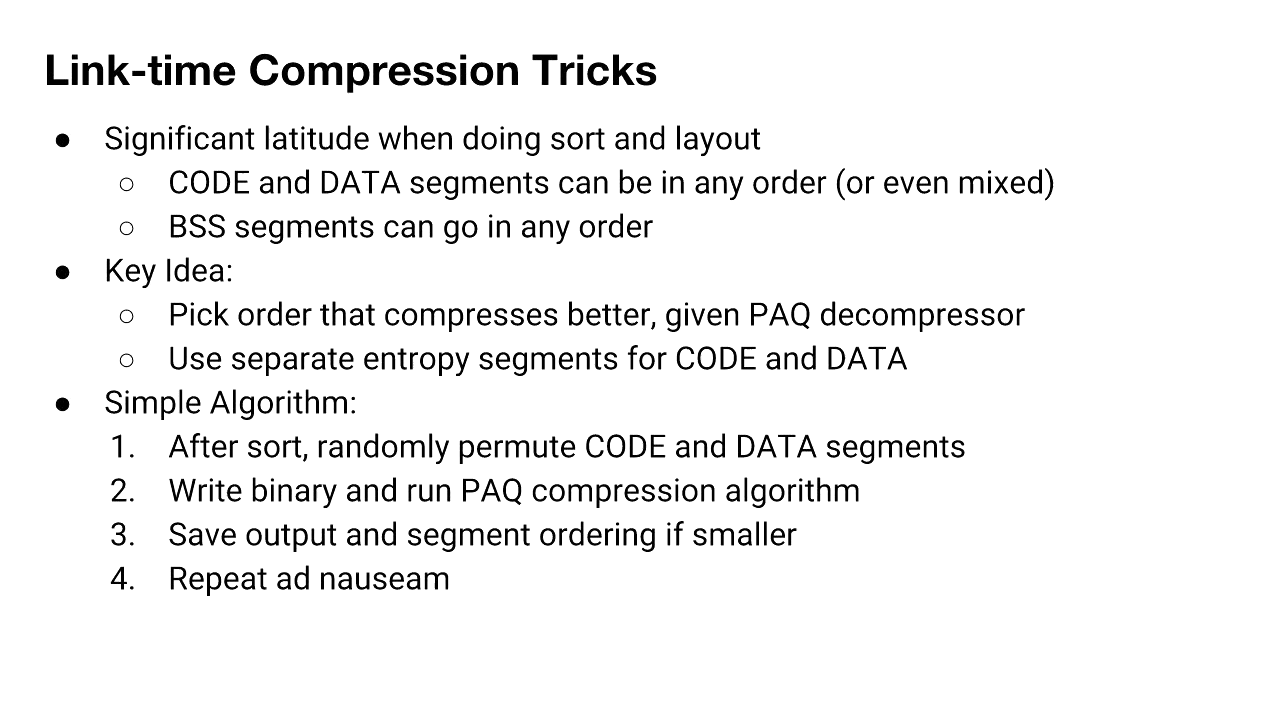 Link-time Compression Tricks
● Significant latitude when doing sort and layout
○ CODE and DATA segments can be in any order (or even mixed)
○ BSS segments can go in any order
● Key Idea:
○ Pick order that compresses better, given PAQ decompressor
○ Use separate entropy segments for CODE and DATA
● Simple Algorithm:
1. After sort, randomly permute CODE and DATA segments
2. Write binary and run PAQ compression algorithm
3. Save output and segment ordering if smaller
4. Repeat ad nauseam